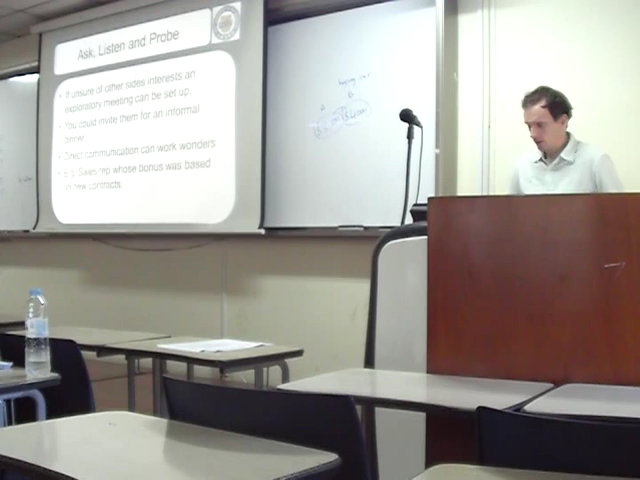 Ask, Listen and Probe
• If unsure of other sides interests an
exploratory meeting can be set up.
• You could invite them for an informal
dinner.
• Direct communication can work wonders
• E.g. Sales rep whose bonus was based
on new contracts.